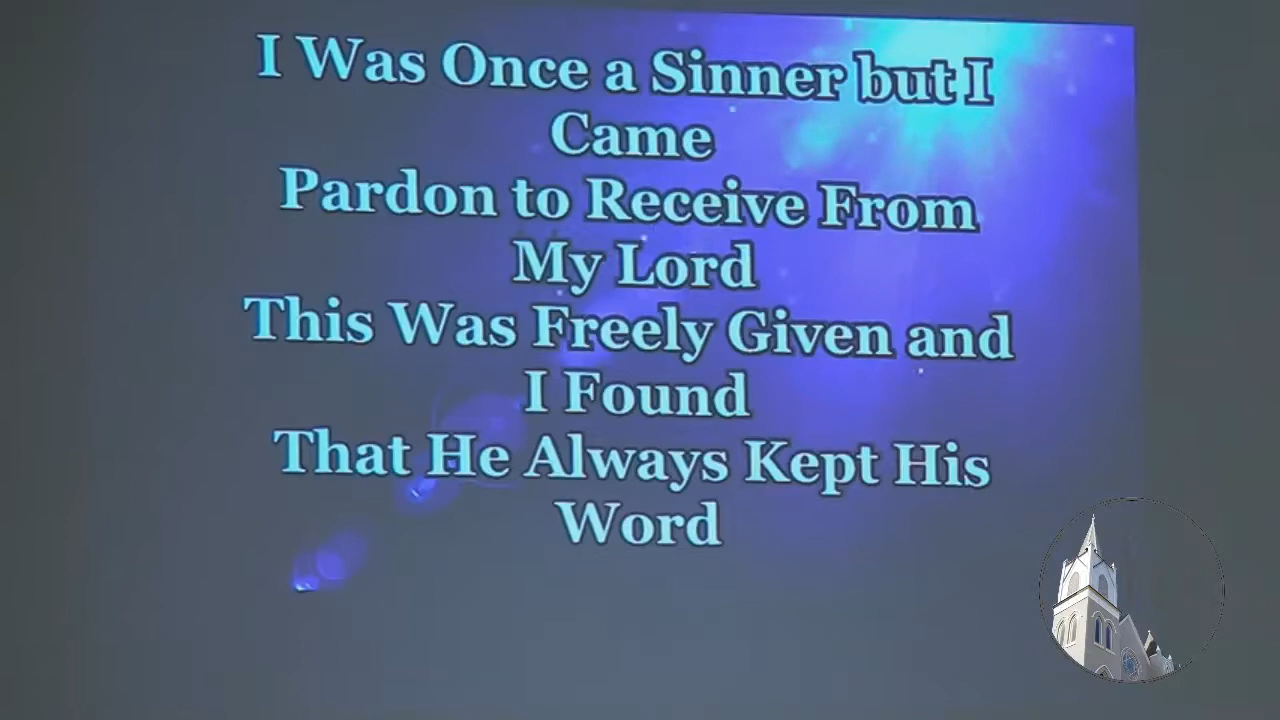 I Was Once a Sinner but I
Came
Pardon to Receive From
My Lord
This Was Freely Given and
I Found
That He Always Kept His
Word